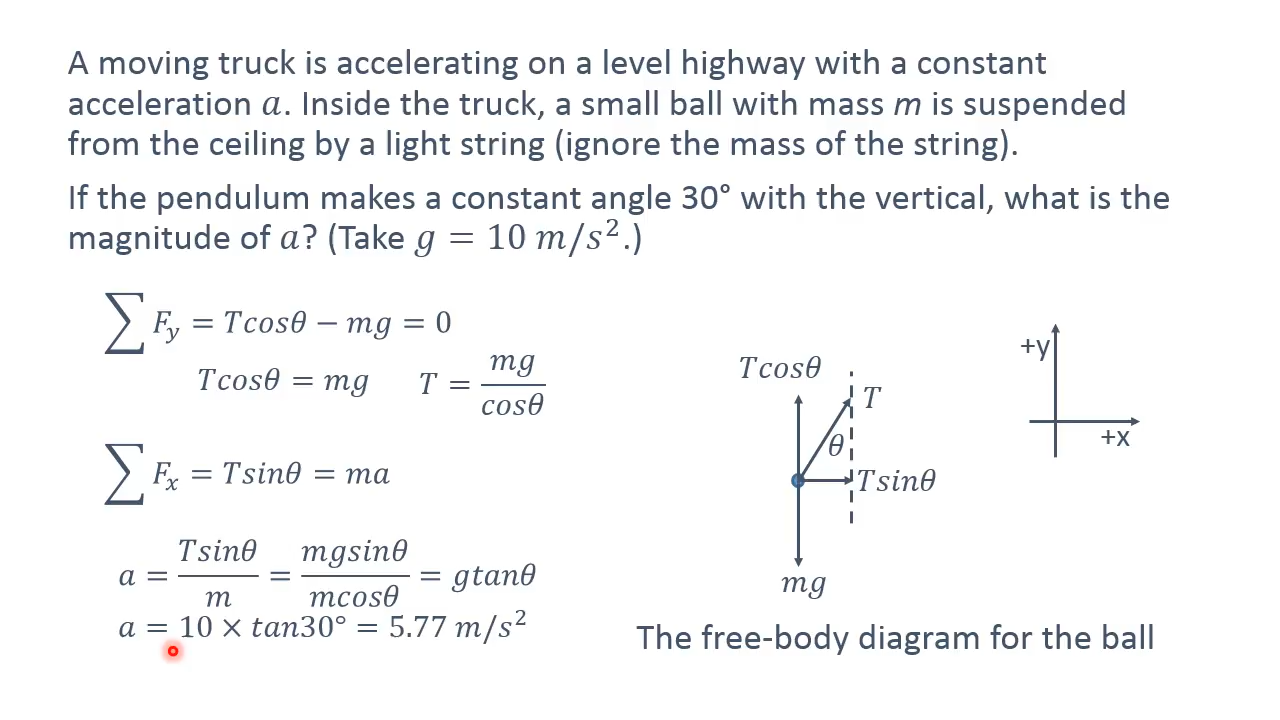 A moving truck is accelerating on a level highway with a constant
acceleration a. Inside the truck, a small ball with mass m is suspended
from the ceiling by a light string (ignore the mass of the string).
If the pendulum makes a constant angle 30° with the vertical, what is the
magnitude of a? (Take g = 10 m/s².)
∑ F_y = Tcosθ − mg = 0
Tcosθ = mg T = mg/cosθ
∑ F_x = Tsinθ = ma
a = Tsinθ/m = mgsinθ/mcosθ = gtanθ
a = 10 × tan30° = 5.77 m/s²
Tcosθ
T
θ
Tsinθ
mg
+y
+x
The free-body diagram for the ball